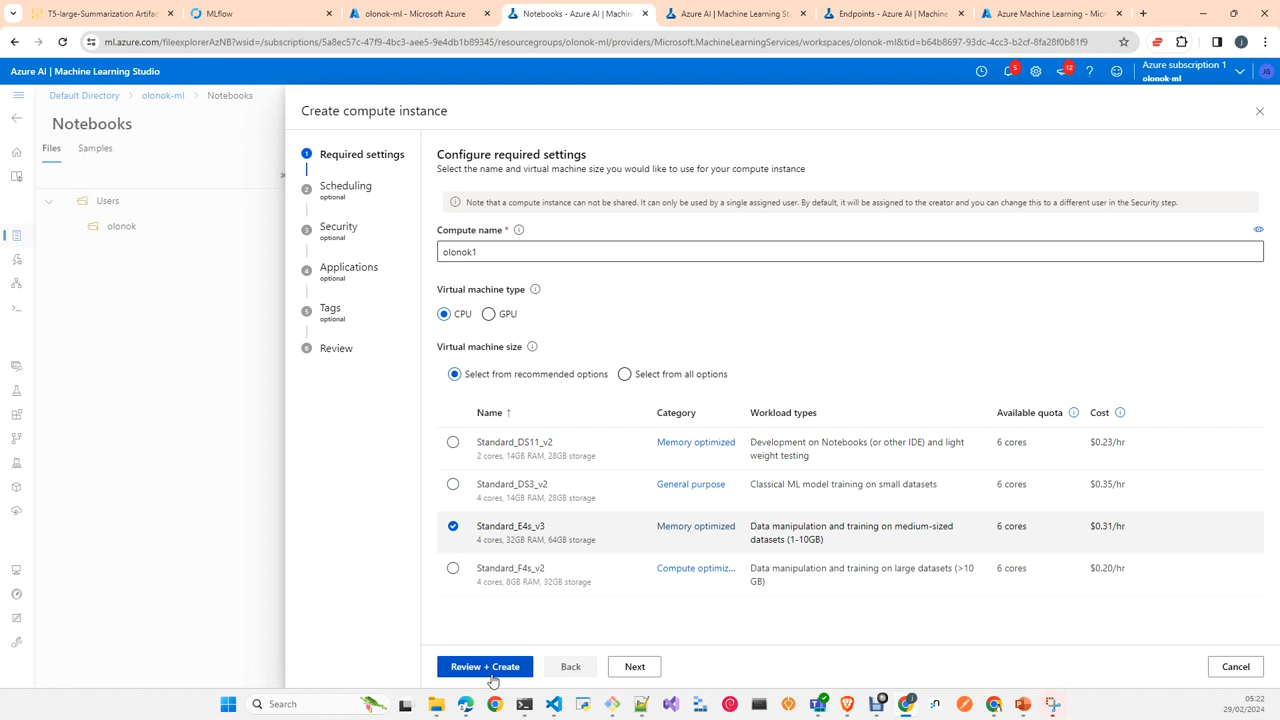 T5-large-Summarization Artifac
MLflow
olonok-ml - Microsoft Azure
Notebooks - Azure AI | Machine
Azure AI | Machine Learning Stu
Endpoints - Azure AI | Machine
Azure Machine Learning - Micr
ml.azure.com/fileexplorerAzNB?wsid=/subscriptions/5a8ec57c-47f9-4bc3-aee5-9e4db1b89345/resourcegroups/olonok-ml/providers/Microsoft.MachineLearningServices/workspaces/olonok-ml&tid=b64b8697-93dc-4cc3-b2cf-8fa28f0b81f9
Azure AI | Machine Learning Studio
5
12
Azure subscription 1
olonok-ml
JG
Default Directory > olonok-ml > Notebooks
Notebooks
Files
Samples
Users
olonok
Create compute instance
1 Required settings
2 Scheduling
optional
3 Security
optional
4 Applications
optional
5 Tags
optional
6 Review
Configure required settings
Select the name and virtual machine size you would like to use for your compute instance
Note that a compute instance can not be shared. It can only be used by a single assigned user. By default, it will be assigned to the creator and you can change this to a different user in the Security step.
Compute name *
olonok1
Virtual machine type
CPU GPU
Virtual machine size
Select from recommended options Select from all options
Name ↑ Category Workload types Available quota Cost
Standard_DS11_v2 Memory optimized Development on Notebooks (or other IDE) and light 6 cores $0.23/hr
2 cores, 14GB RAM, 28GB storage weight testing
Standard_DS3_v2 General purpose Classical ML model training on small datasets 6 cores $0.35/hr
4 cores, 14GB RAM, 28GB storage
Standard_E4s_v3 Memory optimized Data manipulation and training on medium-sized 6 cores $0.31/hr
4 cores, 32GB RAM, 64GB storage datasets (1-10GB)
Standard_F4s_v2 Compute optimiz... Data manipulation and training on large datasets (>10 6 cores $0.20/hr
4 cores, 8GB RAM, 32GB storage GB)
Review + Create Back Next Cancel
Search
05:22
29/02/2024